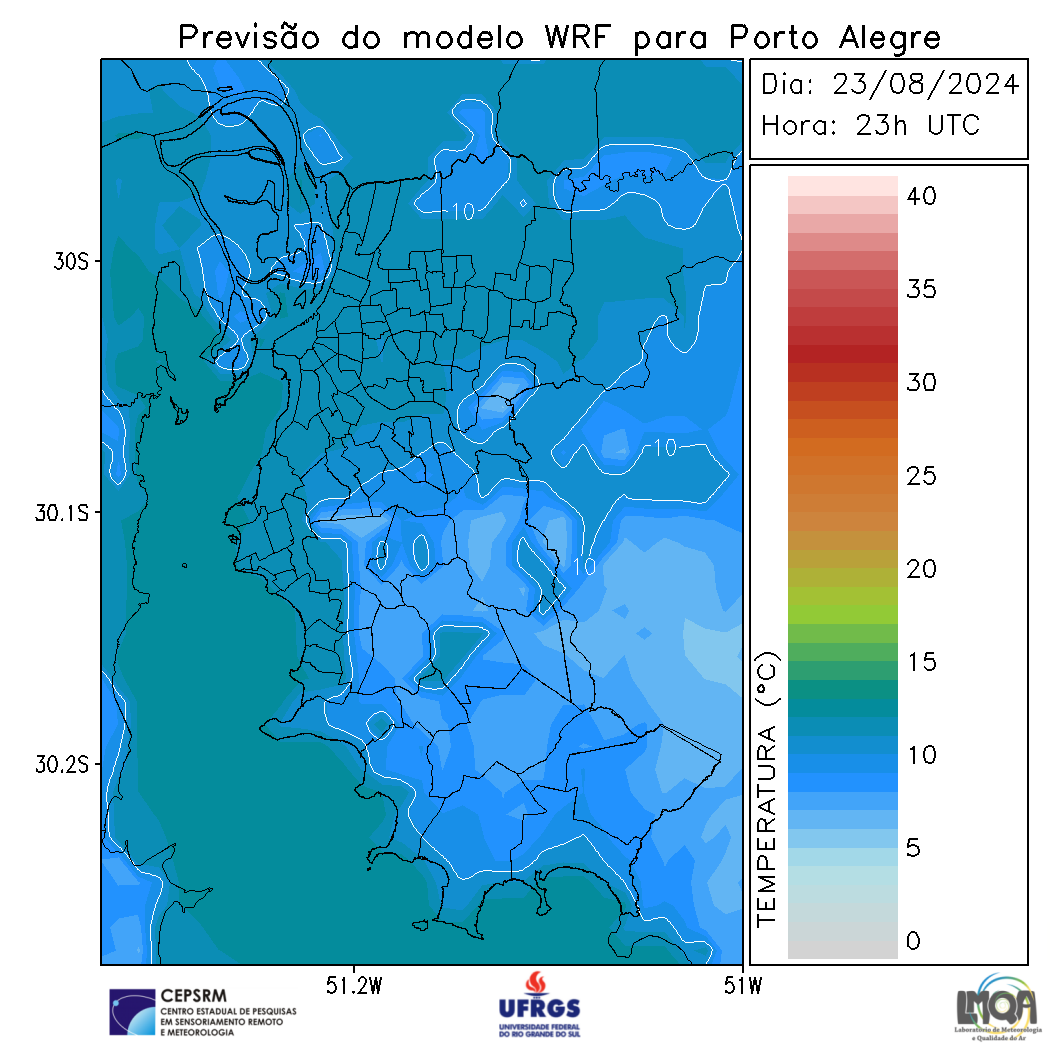 Previsão do modelo WRF para Porto Alegre
Dia: 23/08/2024
Hora: 23h UTC
30S
30.1S
30.2S
51.2W
51W
10
10
10
TEMPERATURA (°C)
40
35
30
25
20
15
10
5
0
CEPSRM
CENTRO ESTADUAL DE PESQUISAS
EM SENSORIAMENTO REMOTO
E METEOROLOGIA
UFRGS
UNIVERSIDADE FEDERAL
DO RIO GRANDE DO SUL
LMQA
Laboratório de Meteorologia
e Qualidade do Ar